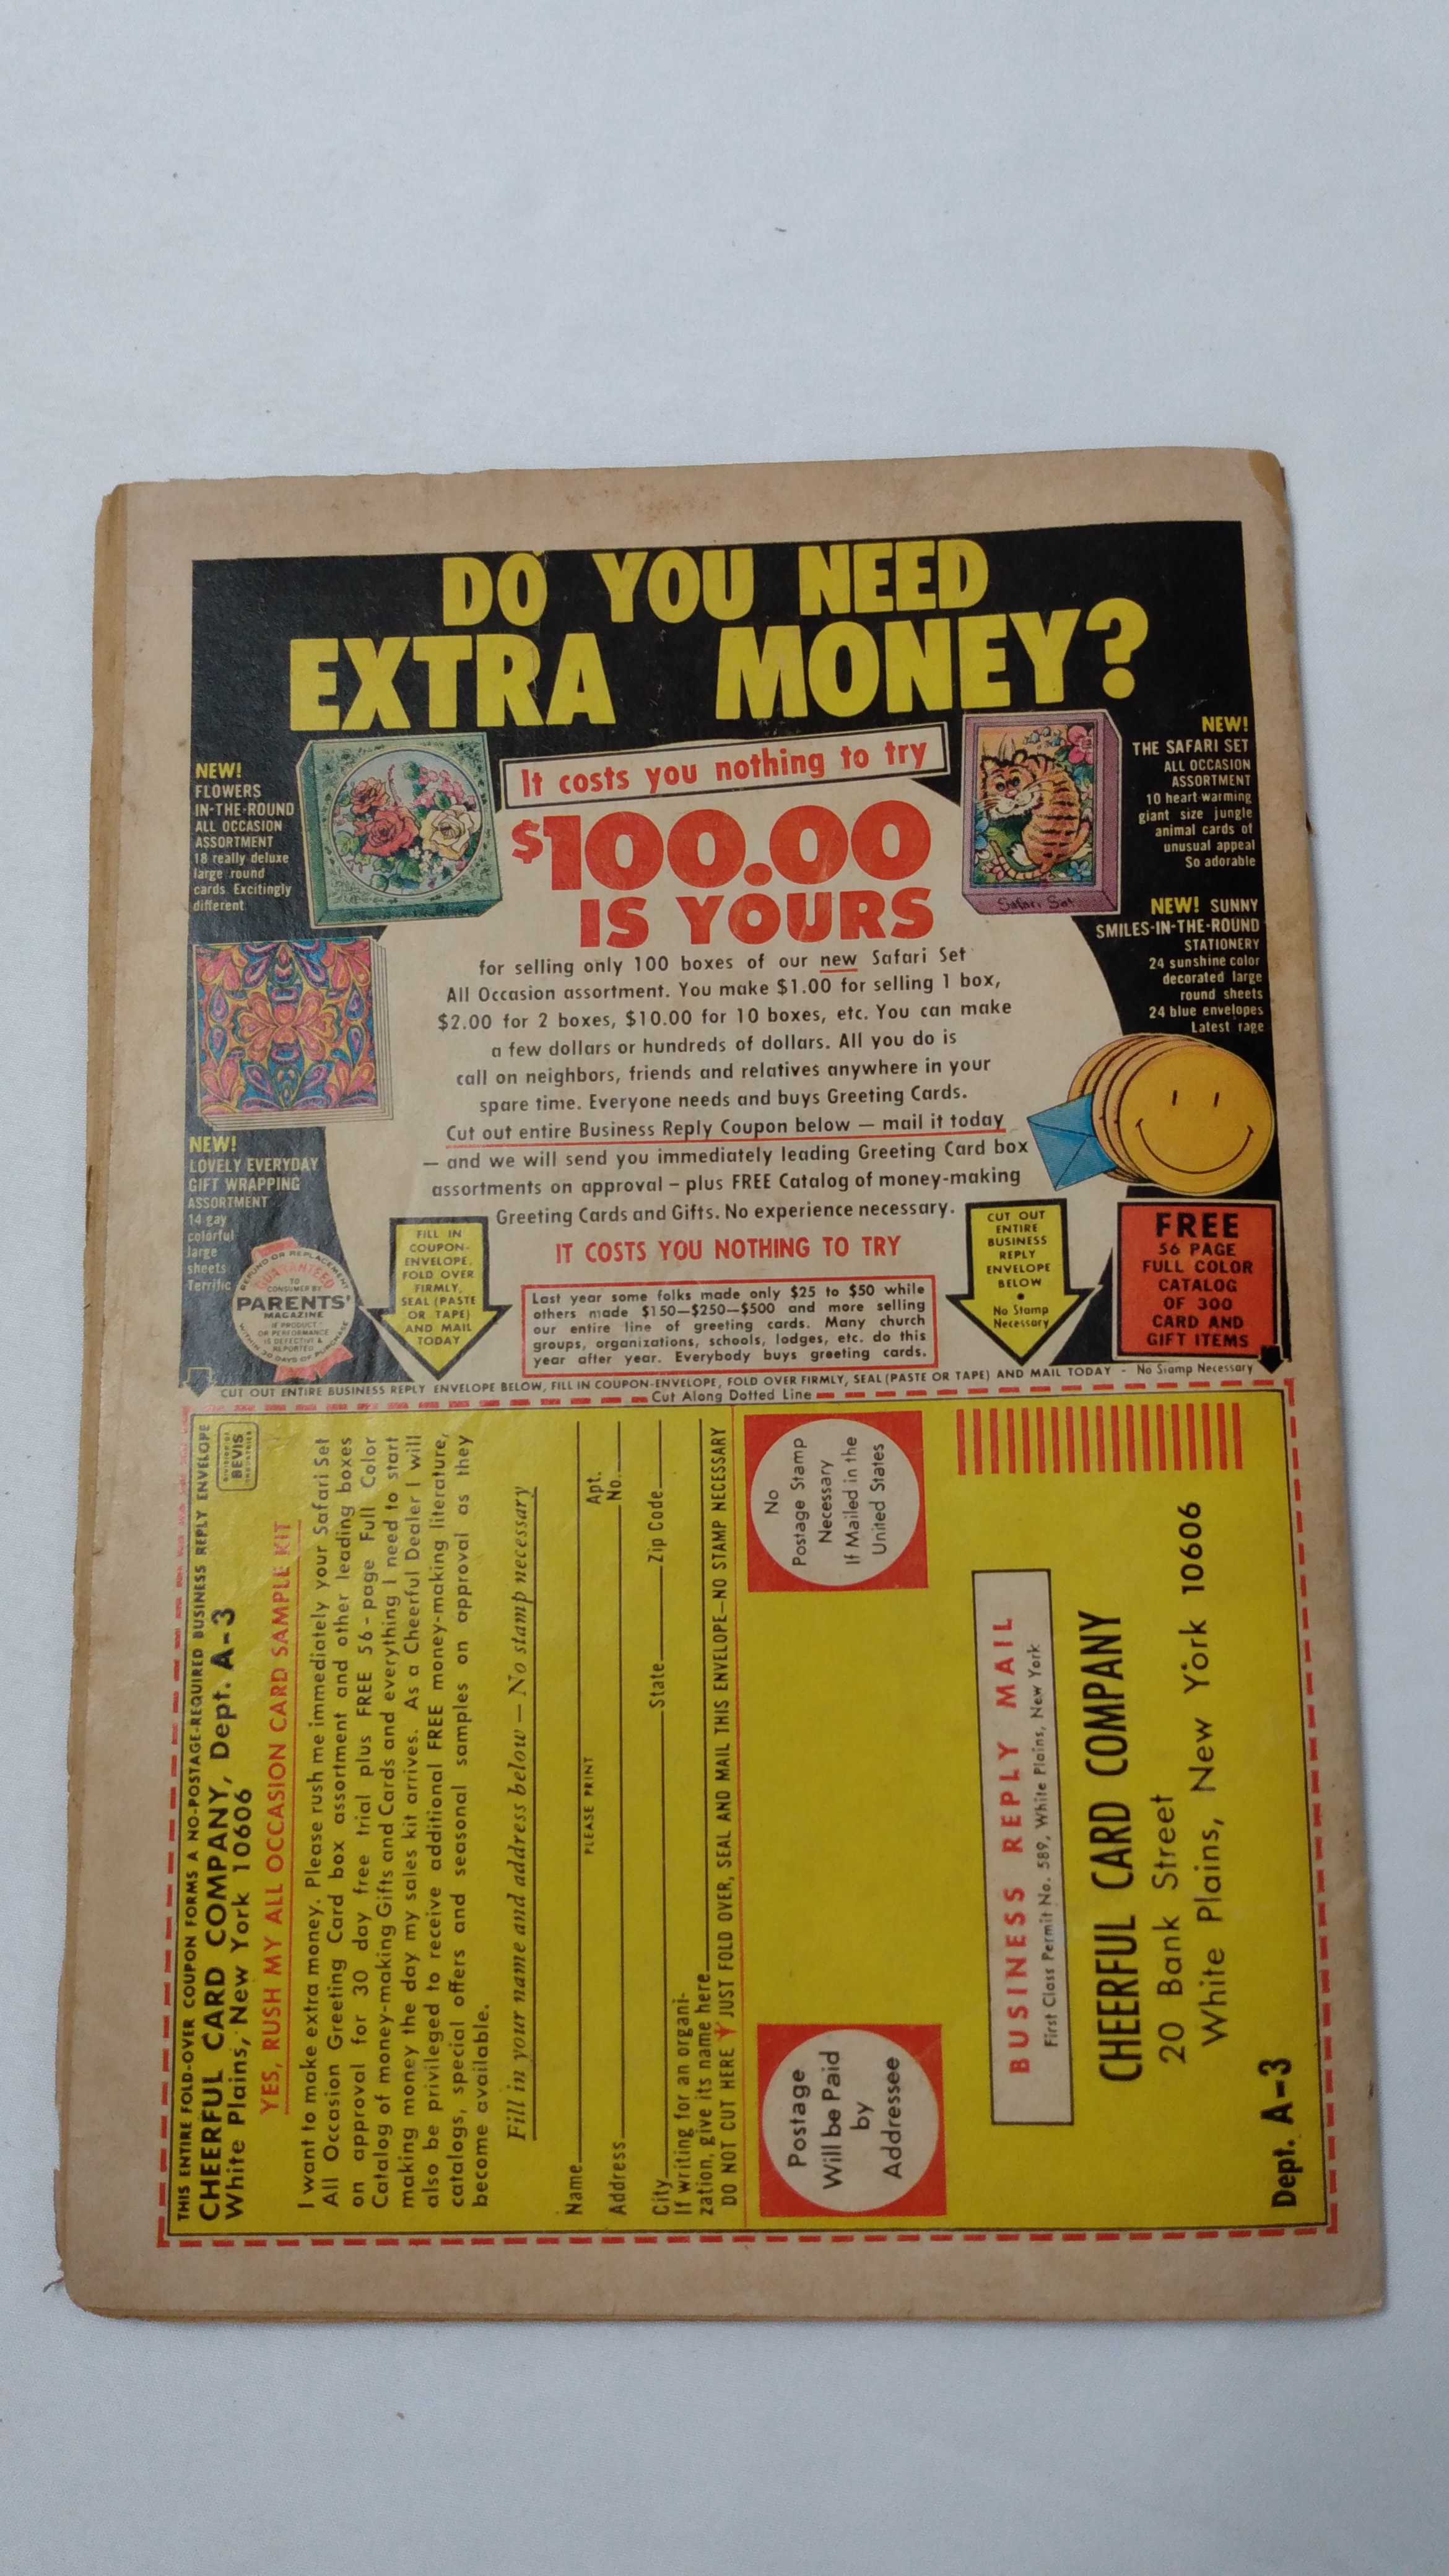 DO YOU NEED
EXTRA MONEY?
NEW!
FLOWERS
IN-THE-ROUND
ALL OCCASION
ASSORTMENT
18 really deluxe
large round
cards. Excitingly
different
It costs you nothing to try
$100.00
IS YOURS
NEW!
THE SAFARI SET
ALL OCCASION
ASSORTMENT
10 heart-warming
giant size jungle
animal cards of
unusual appeal
So adorable
Safari Set
NEW! SUNNY
SMILES-IN-THE-ROUND
STATIONERY
24 sunshine color
decorated large
round sheets
24 blue envelopes
Latest rage
for selling only 100 boxes of our new Safari Set
All Occasion assortment. You make $1.00 for selling 1 box,
$2.00 for 2 boxes, $10.00 for 10 boxes, etc. You can make
a few dollars or hundreds of dollars. All you do is
call on neighbors, friends and relatives anywhere in your
spare time. Everyone needs and buys Greeting Cards.
Cut out entire Business Reply Coupon below — mail it today
— and we will send you immediately leading Greeting Card box
assortments on approval — plus FREE Catalog of money-making
Greeting Cards and Gifts. No experience necessary.
IT COSTS YOU NOTHING TO TRY
NEW!
LOVELY EVERYDAY
GIFT WRAPPING
ASSORTMENT
14 gay
colorful
large
sheets
Terrific
REFUND OR REPLACEMENT
GUARANTEED
TO
CONSUMER BY
PARENTS'
MAGAZINE
IF PRODUCT
OR PERFORMANCE
IS DEFECTIVE &
REPORTED
WITHIN 30 DAYS OF PURCHASE
FILL IN
COUPON-
ENVELOPE,
FOLD OVER
FIRMLY,
SEAL (PASTE
OR TAPE)
AND MAIL
TODAY
Last year some folks made only $25 to $50 while
others made $150—$250—$500 and more selling
our entire line of greeting cards. Many church
groups, organizations, schools, lodges, etc. do this
year after year. Everybody buys greeting cards.
CUT OUT
ENTIRE
BUSINESS
REPLY
ENVELOPE
BELOW
•
No Stamp
Necessary
FREE
56 PAGE
FULL COLOR
CATALOG
OF 300
CARD AND
GIFT ITEMS
CUT OUT ENTIRE BUSINESS REPLY ENVELOPE BELOW, FILL IN COUPON-ENVELOPE, FOLD OVER FIRMLY, SEAL (PASTE OR TAPE) AND MAIL TODAY - No Stamp Necessary
Cut Along Dotted Line
THIS ENTIRE FOLD-OVER COUPON FORMS A NO-POSTAGE-REQUIRED BUSINESS REPLY ENVELOPE
CHEERFUL CARD COMPANY, Dept. A-3
White Plains, New York 10606
DIVISION OF
BEVIS
INDUSTRIES
YES, RUSH MY ALL OCCASION CARD SAMPLE KIT
I want to make extra money. Please rush me immediately your Safari Set
All Occasion Greeting Card box assortment and other leading boxes
on approval for 30 day free trial plus FREE 56-page Full Color
Catalog of money-making Gifts and Cards and everything I need to start
making money the day my sales kit arrives. As a Cheerful Dealer I will
also be privileged to receive additional FREE money-making literature,
catalogs, special offers and seasonal samples on approval as they
become available.
Fill in your name and address below — No stamp necessary
Name
PLEASE PRINT
Address
Apt.
No.
City
State
Zip Code
If writing for an organi-
zation, give its name here
DO NOT CUT HERE JUST FOLD OVER, SEAL AND MAIL THIS ENVELOPE—NO STAMP NECESSARY
Postage
Will be Paid
by
Addressee
No
Postage Stamp
Necessary
If Mailed in the
United States
BUSINESS REPLY MAIL
First Class Permit No. 589, White Plains, New York
CHEERFUL CARD COMPANY
20 Bank Street
White Plains, New York 10606
Dept. A-3